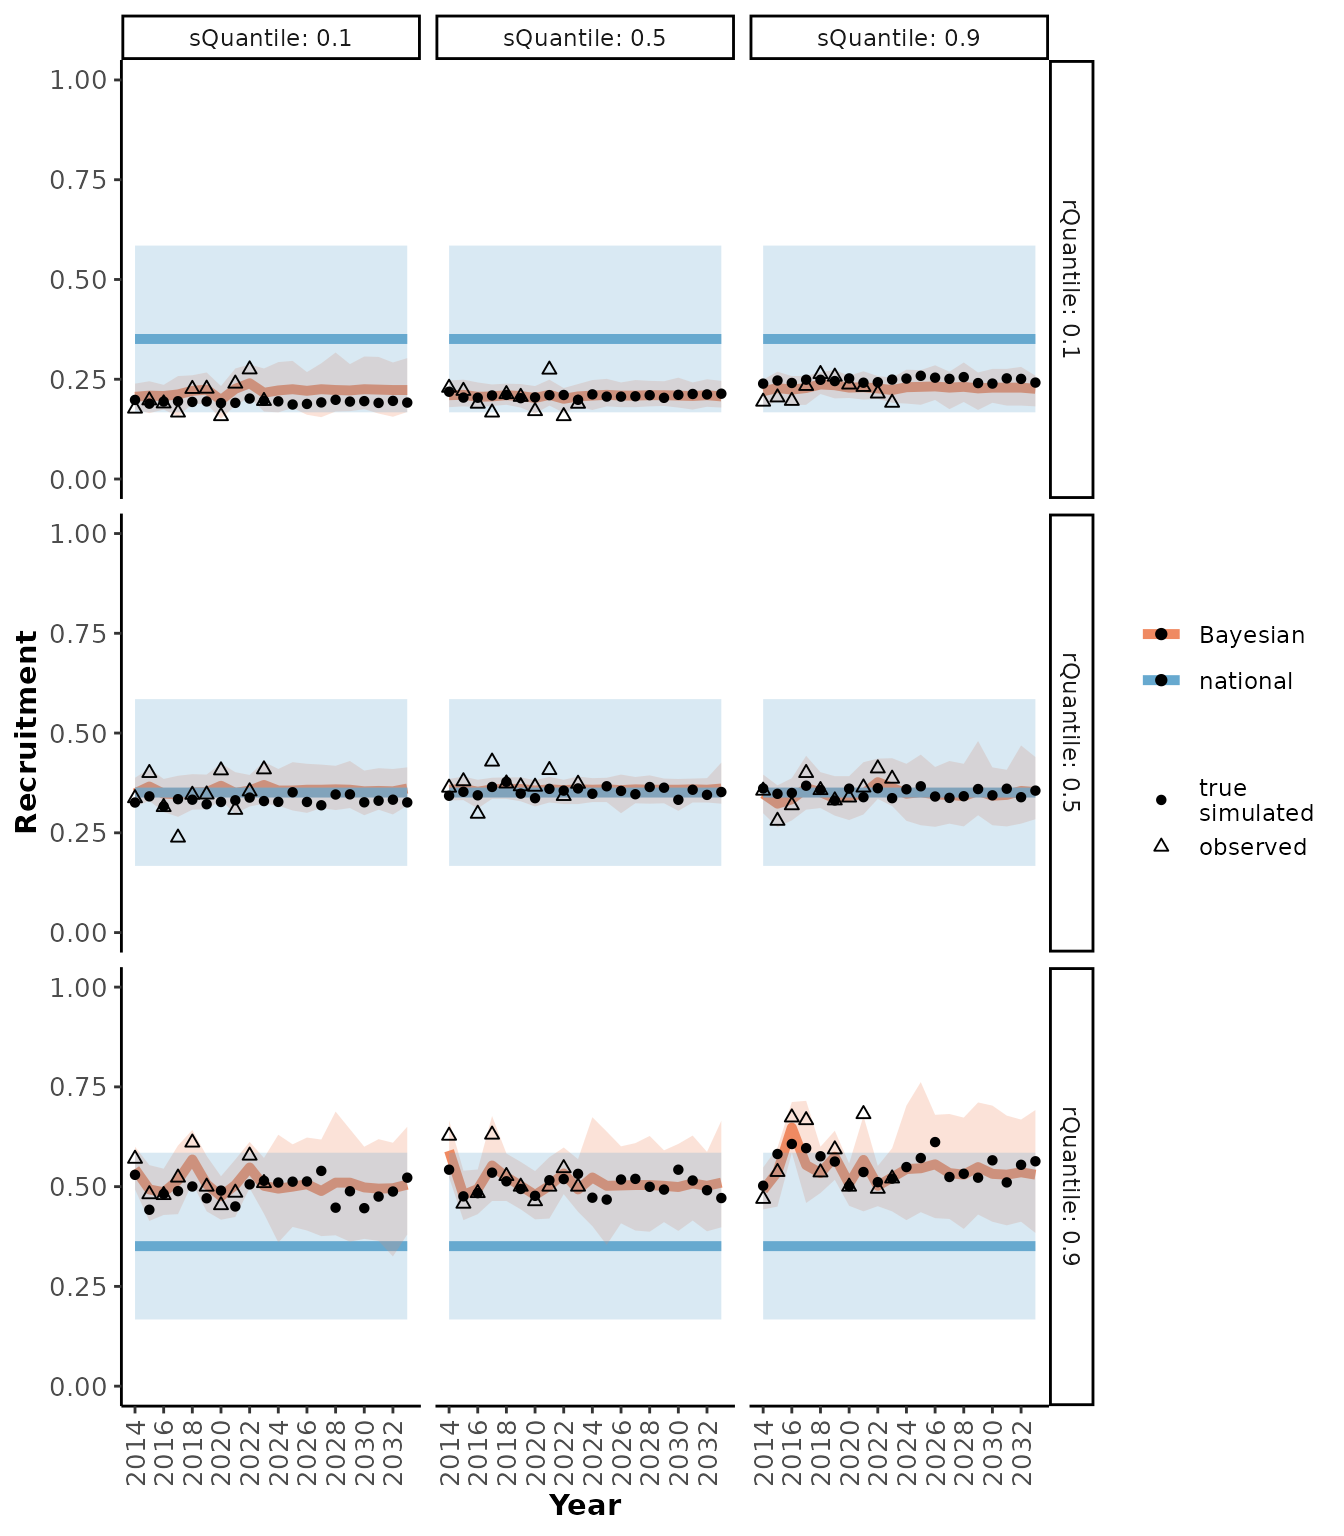 sQuantile: 0.1
sQuantile: 0.5
sQuantile: 0.9
1.00
0.75
0.50
0.25
0.00
rQuantile: 0.1
1.00
0.75
0.50
0.25
0.00
rQuantile: 0.5
1.00
0.75
0.50
0.25
0.00
rQuantile: 0.9
Recruitment
2014 2016 2018 2020 2022 2024 2026 2028 2030 2032
2014 2016 2018 2020 2022 2024 2026 2028 2030 2032
2014 2016 2018 2020 2022 2024 2026 2028 2030 2032
Year
Bayesian
national
true
simulated
observed